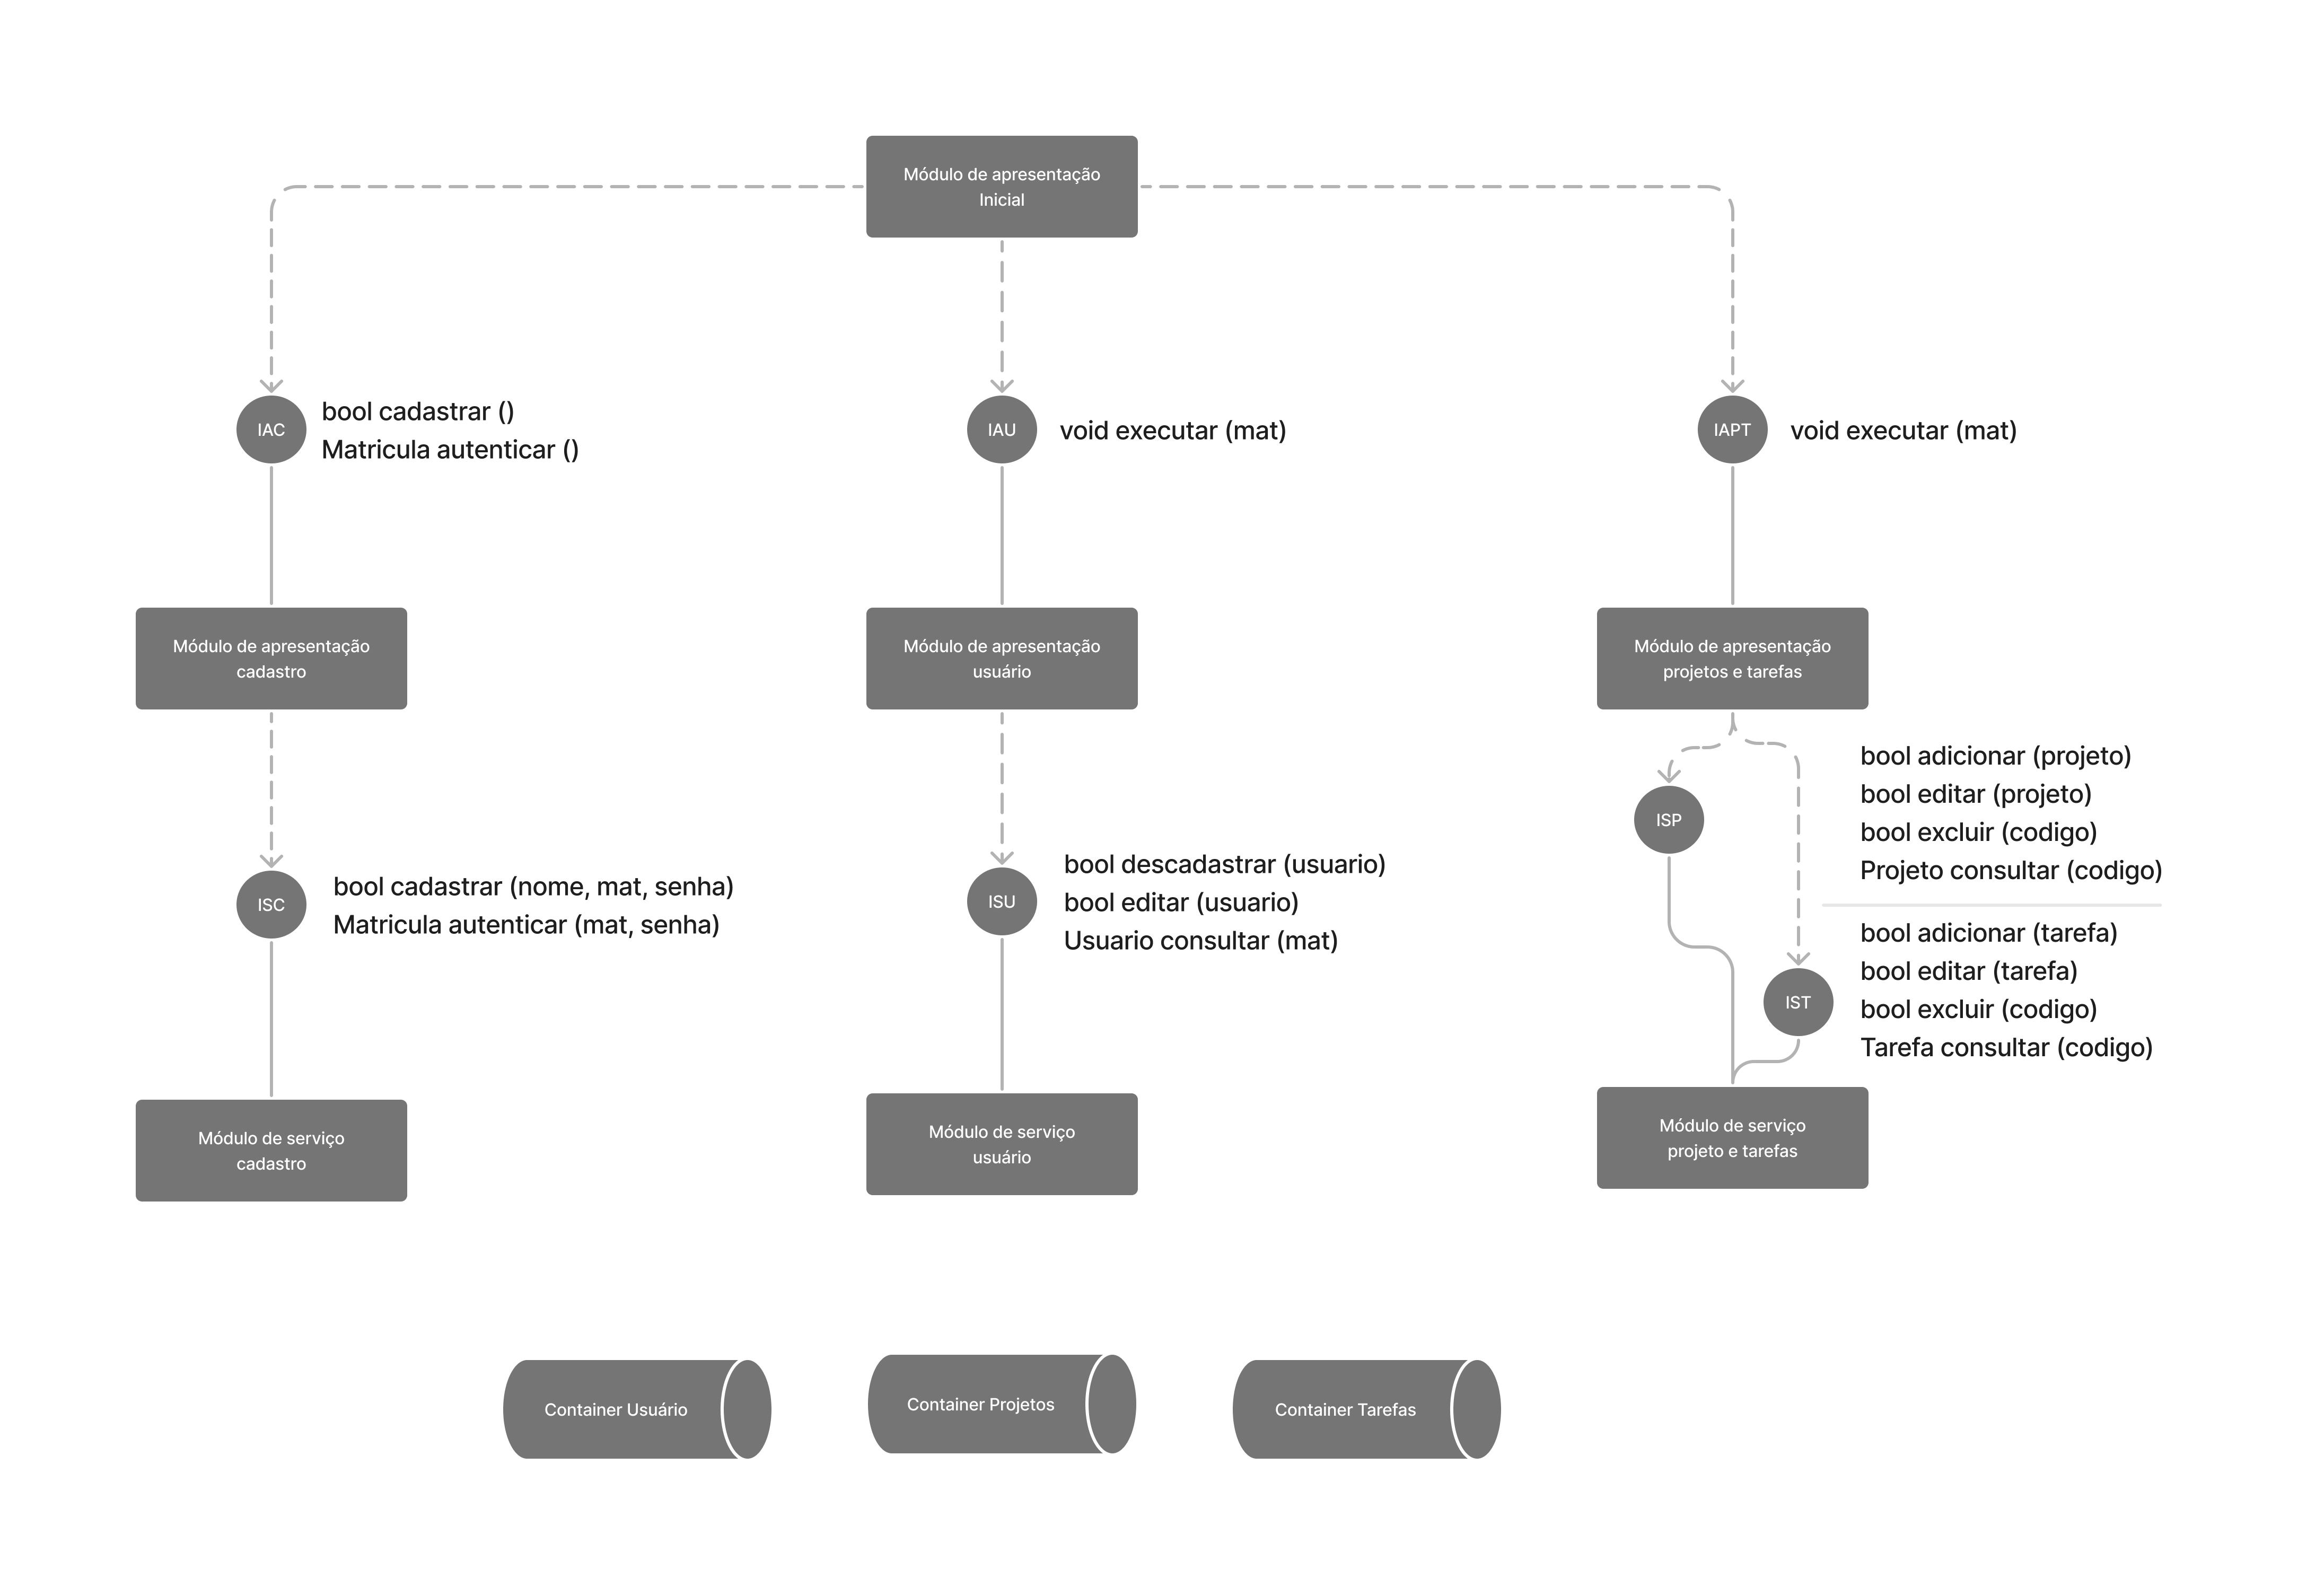 Módulo de apresentação
Inicial
IAC
bool cadastrar ()
Matricula autenticar ()
IAU
void executar (mat)
IAPT
void executar (mat)
Módulo de apresentação
cadastro
Módulo de apresentação
usuário
Módulo de apresentação
projetos e tarefas
ISC
bool cadastrar (nome, mat, senha)
Matricula autenticar (mat, senha)
ISU
bool descadastrar (usuario)
bool editar (usuario)
Usuario consultar (mat)
ISP
bool adicionar (projeto)
bool editar (projeto)
bool excluir (codigo)
Projeto consultar (codigo)
IST
bool adicionar (tarefa)
bool editar (tarefa)
bool excluir (codigo)
Tarefa consultar (codigo)
Módulo de serviço
cadastro
Módulo de serviço
usuário
Módulo de serviço
projeto e tarefas
Container Usuário
Container Projetos
Container Tarefas